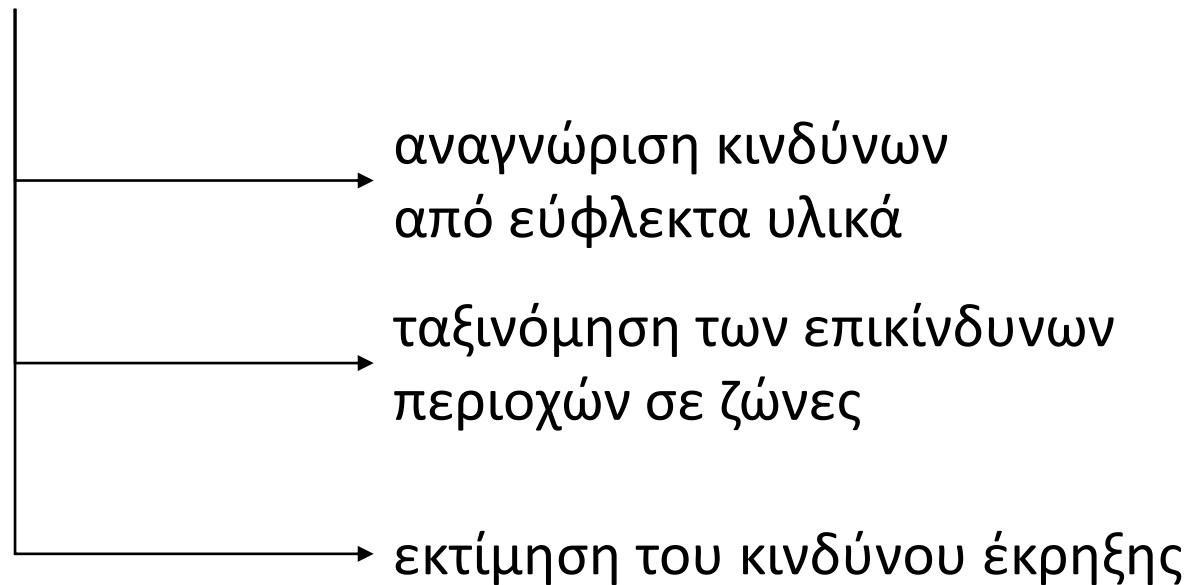 αναγνώριση κινδύνων
από εύφλεκτα υλικά
ταξινόμηση των επικίνδυνων
περιοχών σε ζώνες
εκτίμηση του κινδύνου έκρηξης